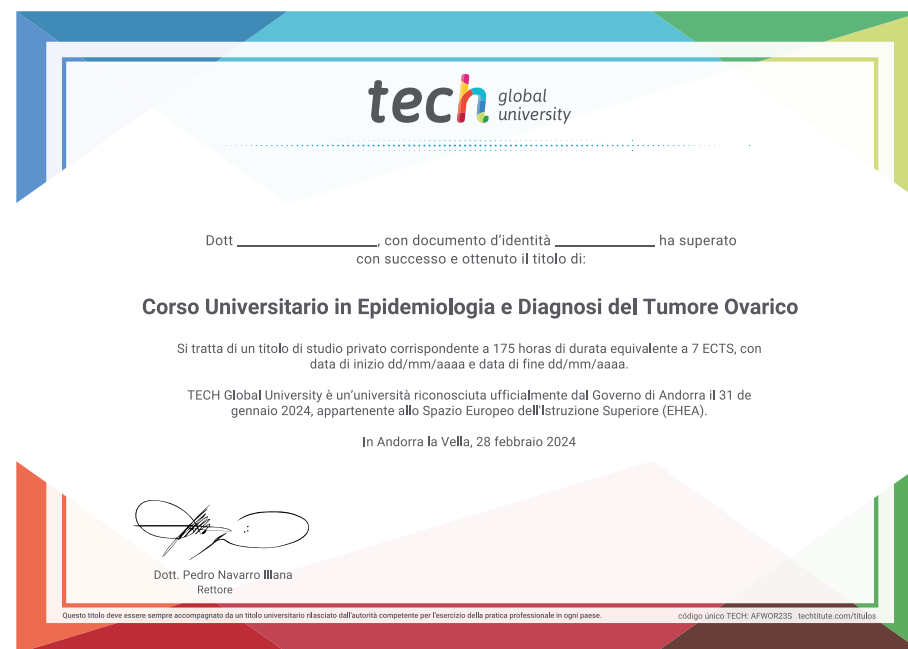 tech global university
Dott ____________, con documento d'identità ____________ ha superato
con successo e ottenuto il titolo di:
Corso Universitario in Epidemiologia e Diagnosi del Tumore Ovarico
Si tratta di un titolo di studio privato corrispondente a 175 horas di durata equivalente a 7 ECTS, con
data di inizio dd/mm/aaaa e data di fine dd/mm/aaaa.
TECH Global University è un'università riconosciuta ufficialmente dal Governo di Andorra il 31 de
gennaio 2024, appartenente allo Spazio Europeo dell'Istruzione Superiore (EHEA).
In Andorra la Vella, 28 febbraio 2024
Dott. Pedro Navarro Illana
Rettore
Questo titolo deve essere sempre accompagnato da un titolo universitario rilasciato dall'autorità competente per l'esercizio della pratica professionale in ogni paese.
código único TECH: AFWOR23S techtitute.com/titulos